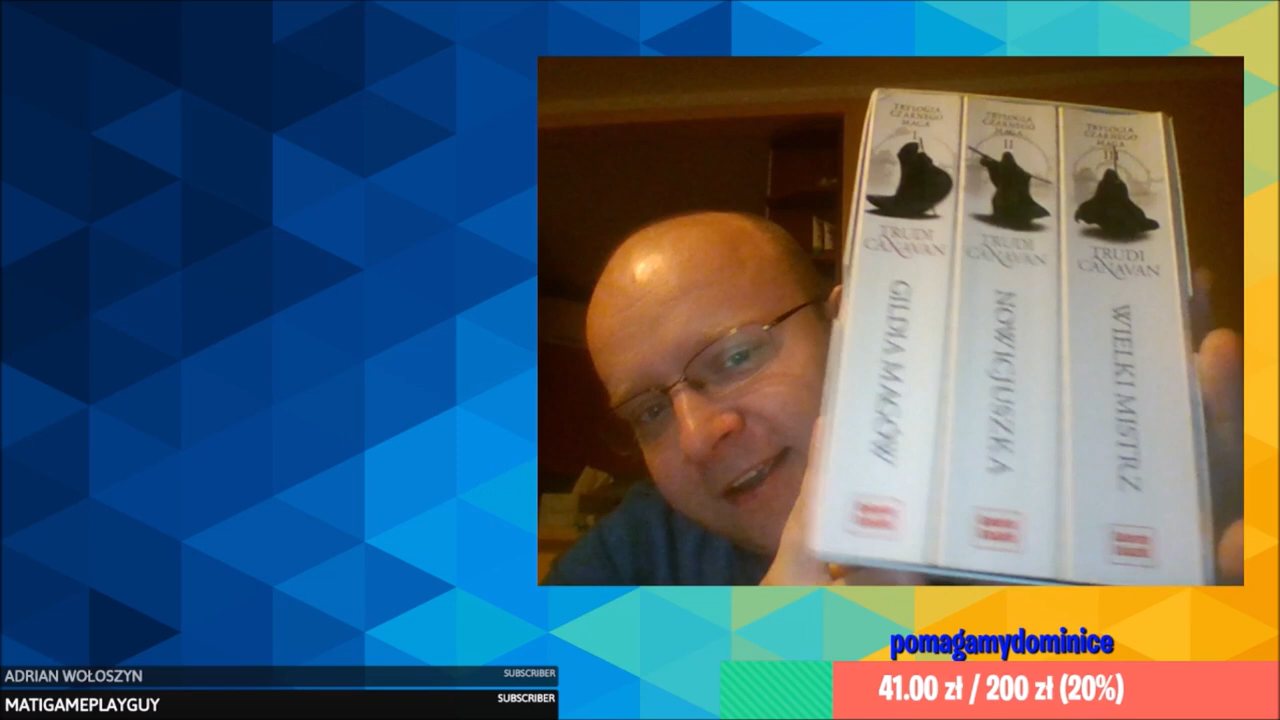 TRYLOGIA
CZARNEGO
MAGA
I
TRUDI
CANAVAN
GILDIA MAGÓW
TRYLOGIA
CZARNEGO
MAGA
II
TRUDI
CANAVAN
NOWICJUSZKA
TRYLOGIA
CZARNEGO
MAGA
III
TRUDI
CANAVAN
WIELKI MISTRZ
pomagamydominice
41.00 zł / 200 zł (20%)
ADRIAN WOŁOSZYN SUBSCRIBER
MATIGAMEPLAYGUY SUBSCRIBER